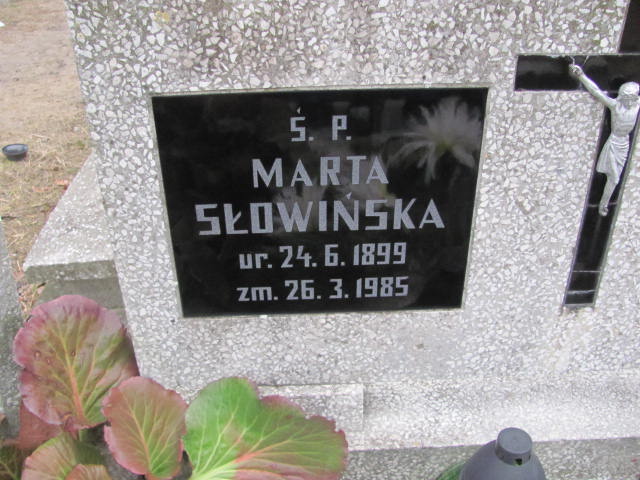 Ś. P.
MARTA
SŁOWIŃSKA
ur. 24. 6. 1899
zm. 26. 3. 1985